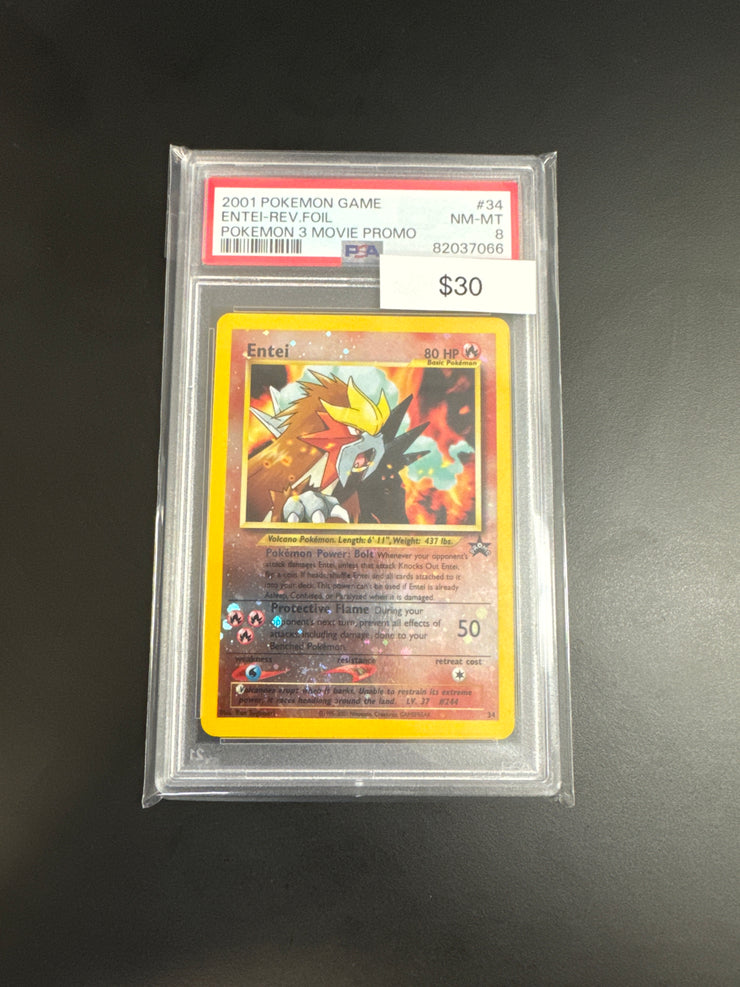 2001 POKEMON GAME #34
ENTEI-REV.FOIL NM-MT
POKEMON 3 MOVIE PROMO 8
PSA 82037066
$30
Entei 80 HP
Basic Pokémon
Volcano Pokémon. Length: 6' 11", Weight: 437 lbs.
Pokémon Power: Bolt Whenever your opponent's
attack damages Entei, unless that attack Knocks Out Entei,
flip a coin. If heads, shuffle Entei and all cards attached to it
into your deck. This power can't be used if Entei is already
Asleep, Confused, or Paralyzed when it is damaged.
Protective Flame During your
opponent's next turn, prevent all effects of
attacks, including damage, done to your
Benched Pokémon.
50
weakness resistance retreat cost
Volcanoes erupt when it barks. Unable to restrain its extreme
power, it races headlong around the land. LV. 37 #244
34